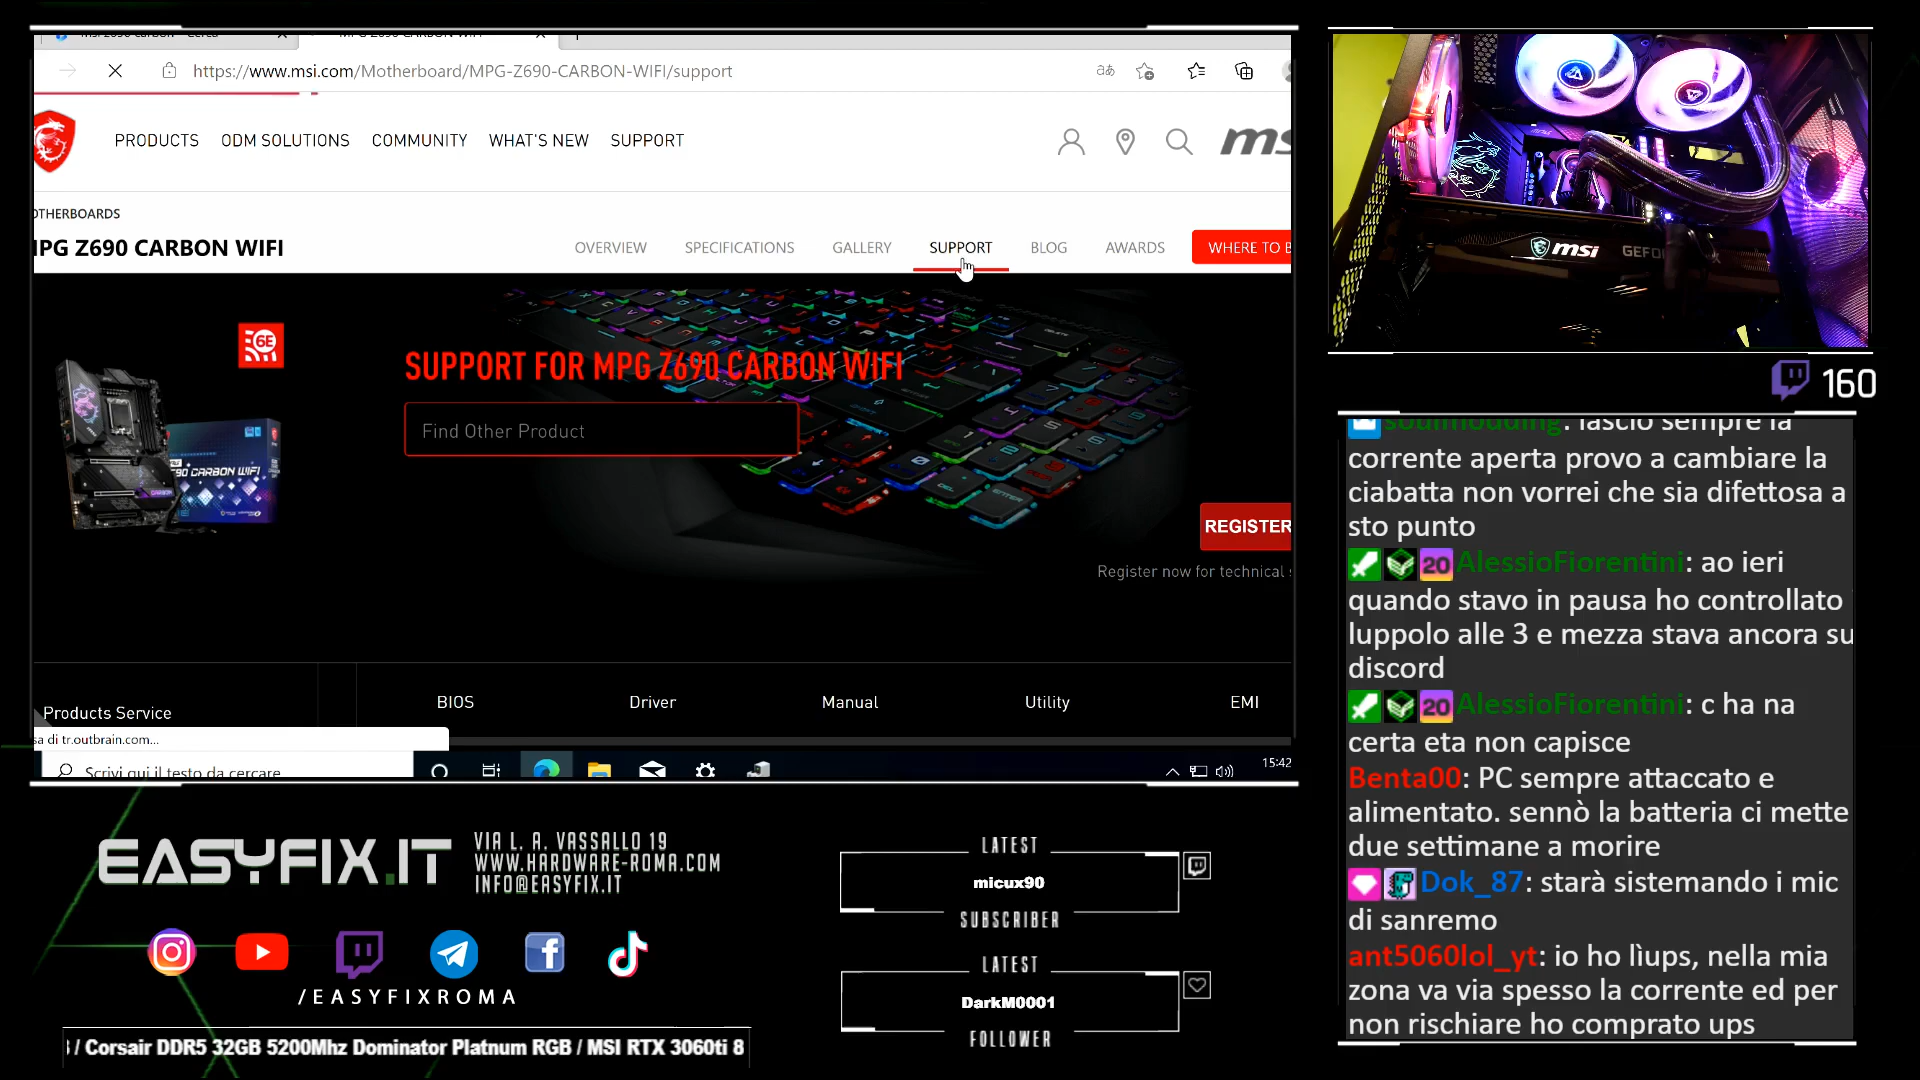 https://www.msi.com/Motherboard/MPG-Z690-CARBON-WIFI/support
PRODUCTS ODM SOLUTIONS COMMUNITY WHAT'S NEW SUPPORT
OTHERBOARDS
MPG Z690 CARBON WIFI
OVERVIEW SPECIFICATIONS GALLERY SUPPORT BLOG AWARDS WHERE TO B
6E
SUPPORT FOR MPG Z690 CARBON WIFI
Find Other Product
REGISTER
Register now for technical
Products Service
BIOS Driver Manual Utility EMI
sa di tr.outbrain.com...
Scrivi qui il testo da cercare
15:42
msi
160
soulmodding: lascio sempre la
corrente aperta provo a cambiare la
ciabatta non vorrei che sia difettosa a
sto punto
20 AlessioFiorentini: ao ieri
quando stavo in pausa ho controllato
luppolo alle 3 e mezza stava ancora su
discord
20 AlessioFiorentini: c ha na
certa eta non capisce
Benta00: PC sempre attaccato e
alimentato. sennò la batteria ci mette
due settimane a morire
Dok_87: starà sistemando i mic
di sanremo
ant5060lol_yt: io ho lìups, nella mia
zona va via spesso la corrente ed per
non rischiare ho comprato ups
EASYFIX.IT
VIA L. A. VASSALLO 19
WWW.HARDWARE-ROMA.COM
INFO@EASYFIX.IT
/EASYFIXROMA
LATEST
micux90
SUBSCRIBER
LATEST
DarkM0001
FOLLOWER
/ Corsair DDR5 32GB 5200Mhz Dominator Platnum RGB / MSI RTX 3060ti 8